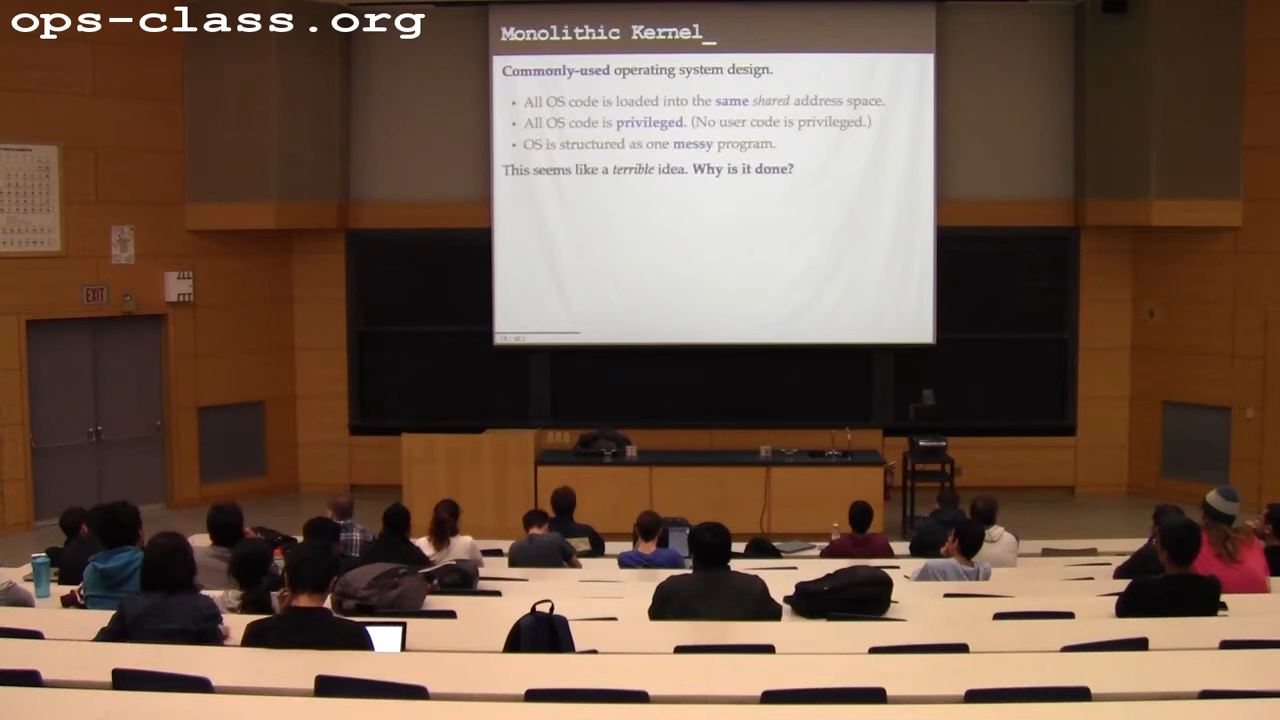 ops-class.org
Monolithic Kernel_
Commonly-used operating system design.
• All OS code is loaded into the same shared address space.
• All OS code is privileged. (No user code is privileged.)
• OS is structured as one messy program.
This seems like a terrible idea. Why is it done?
EXIT